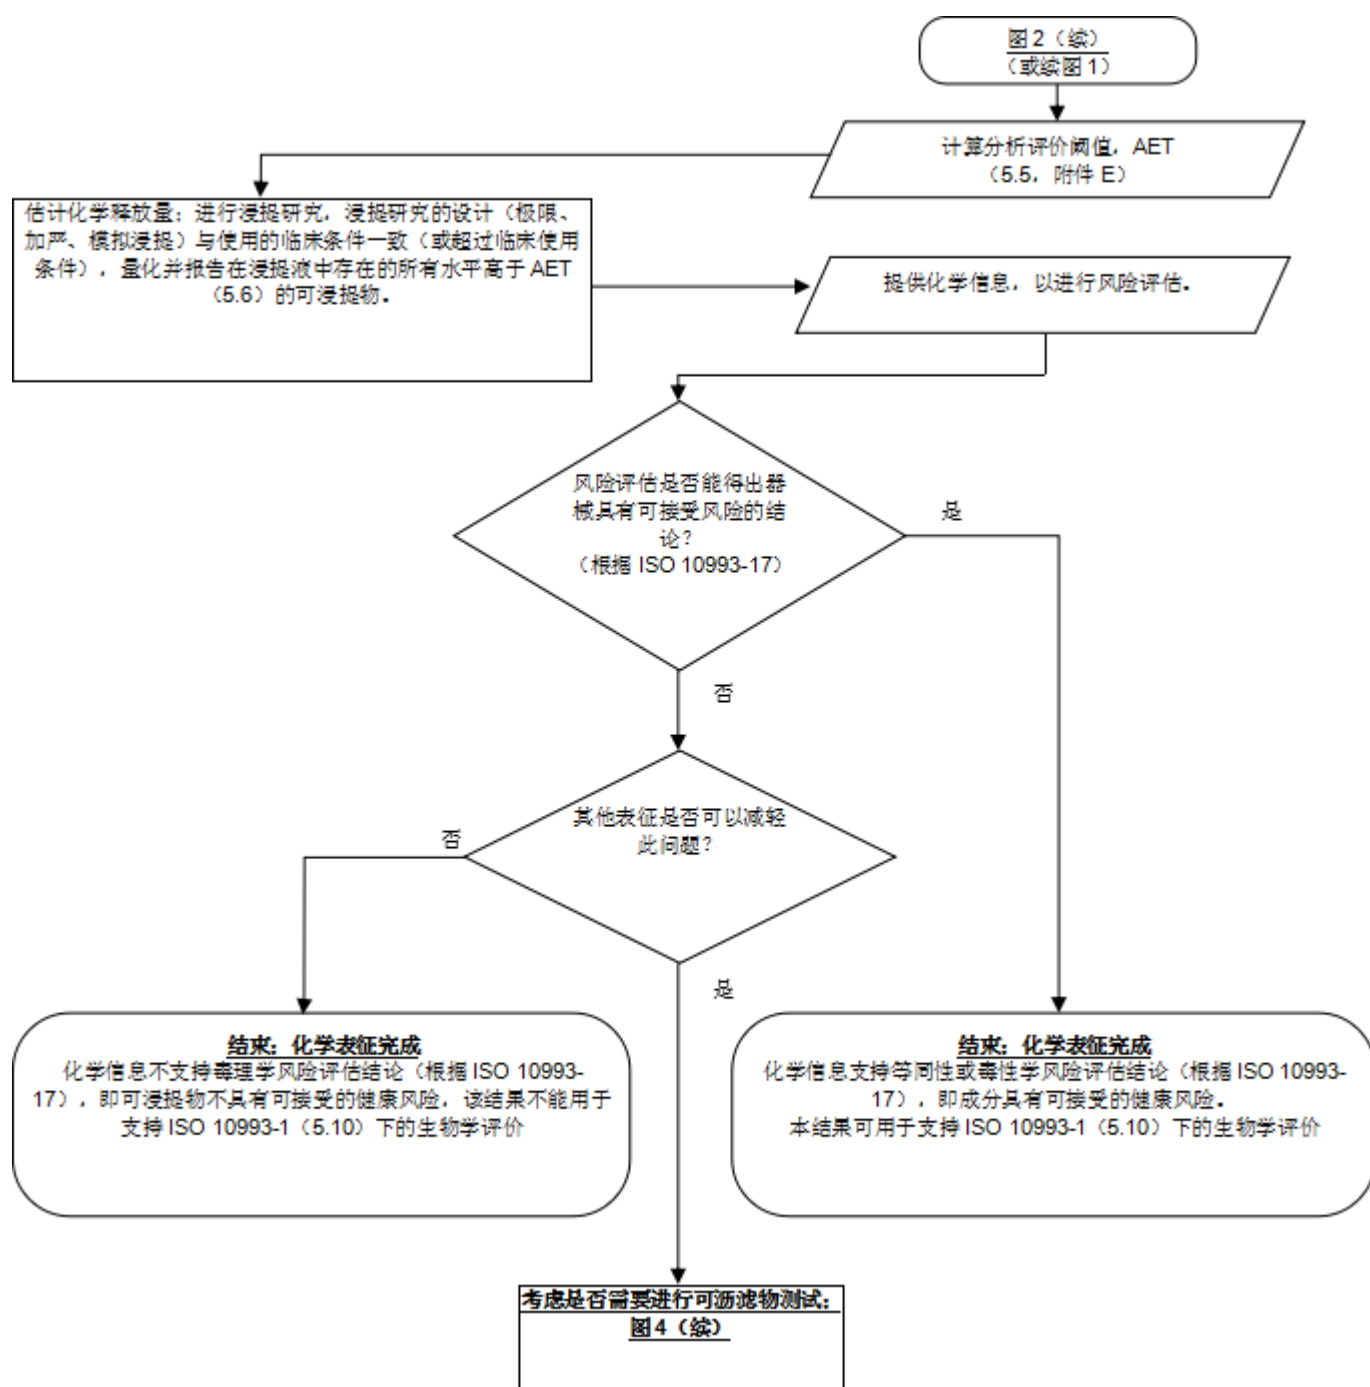 图 2（续）
（或续图 1）
计算分析评价阈值，AET
（5.5，附件 E）
估计化学释放量；进行浸提研究，浸提研究的设计（极限、
加严、模拟浸提）与使用的临床条件一致（或超过临床使用
条件），量化并报告在浸提液中存在的所有水平高于 AET
（5.6）的可浸提物。
提供化学信息，以进行风险评估。
风险评估是否能得出器
械具有可接受风险的结
论？
（根据 ISO 10993-17）
是
否
其他表征是否可以减轻
此问题？
否
是
结束；化学表征完成
化学信息不支持毒理学风险评估结论（根据 ISO 10993-
17），即可浸提物不具有可接受的健康风险，该结果不能用于
支持 ISO 10993-1（5.10）下的生物学评价
结束；化学表征完成
化学信息支持等同性或毒性学风险评估结论（根据 ISO 10993-
17），即成分具有可接受的健康风险。
本结果可用于支持 ISO 10993-1（5.10）下的生物学评价
考虑是否需要进行可沥滤物测试；
图 4（续）